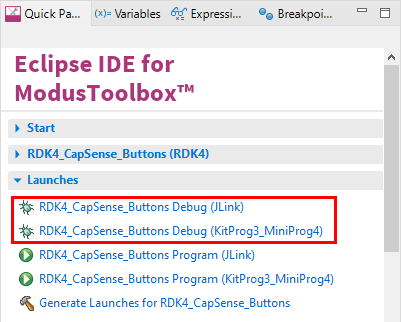 Quick Pa...
(x)= Variables
Expressi...
Breakpoi...
Eclipse IDE for
ModusToolbox™
Start
RDK4_CapSense_Buttons (RDK4)
Launches
RDK4_CapSense_Buttons Debug (JLink)
RDK4_CapSense_Buttons Debug (KitProg3_MiniProg4)
RDK4_CapSense_Buttons Program (JLink)
RDK4_CapSense_Buttons Program (KitProg3_MiniProg4)
Generate Launches for RDK4_CapSense_Buttons